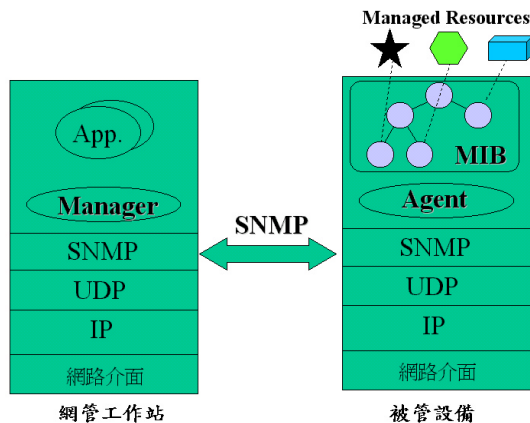 Managed Resources
App.
Manager
SNMP
UDP
IP
網路介面
網管工作站
SNMP
MIB
Agent
SNMP
UDP
IP
網路介面
被管設備